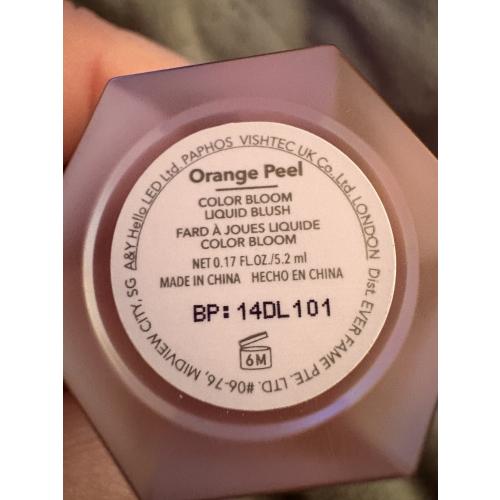 Orange Peel
COLOR BLOOM
LIQUID BLUSH
FARD À JOUES LIQUIDE
COLOR BLOOM
NET 0.17 FL.OZ./5.2 ml
MADE IN CHINA HECHO EN CHINA
BP: 14DL101
6M
A&Y Hello LED Ltd. PAPHOS VISHTEC UK Co., Ltd. LONDON Dist. EVER FAME PTE. LTD. #06-76, MIDVIEW CITY, SG